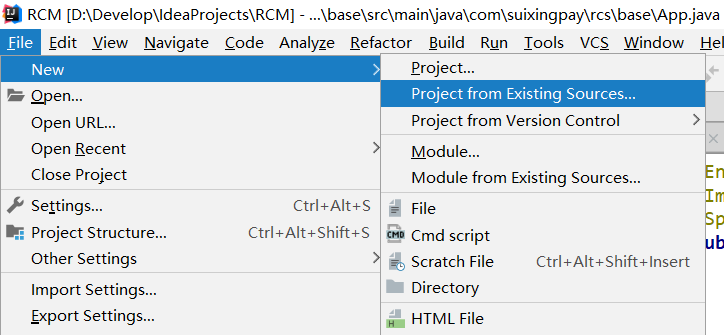 RCM [D:\Develop\IdeaProjects\RCM] - ...\base\src\main\java\com\suixingpay\rcs\base\App.java
File Edit View Navigate Code Analyze Refactor Build Run Tools VCS Window Hel
New
Open...
Open URL...
Open Recent
Close Project
Settings... Ctrl+Alt+S
Project Structure... Ctrl+Alt+Shift+S
Other Settings
Import Settings...
Export Settings...
Project...
Project from Existing Sources...
Project from Version Control
Module...
Module from Existing Sources...
File
CMD
Cmd script
Scratch File Ctrl+Alt+Shift+Insert
Directory
H
HTML File
En
Im
Sp
ub